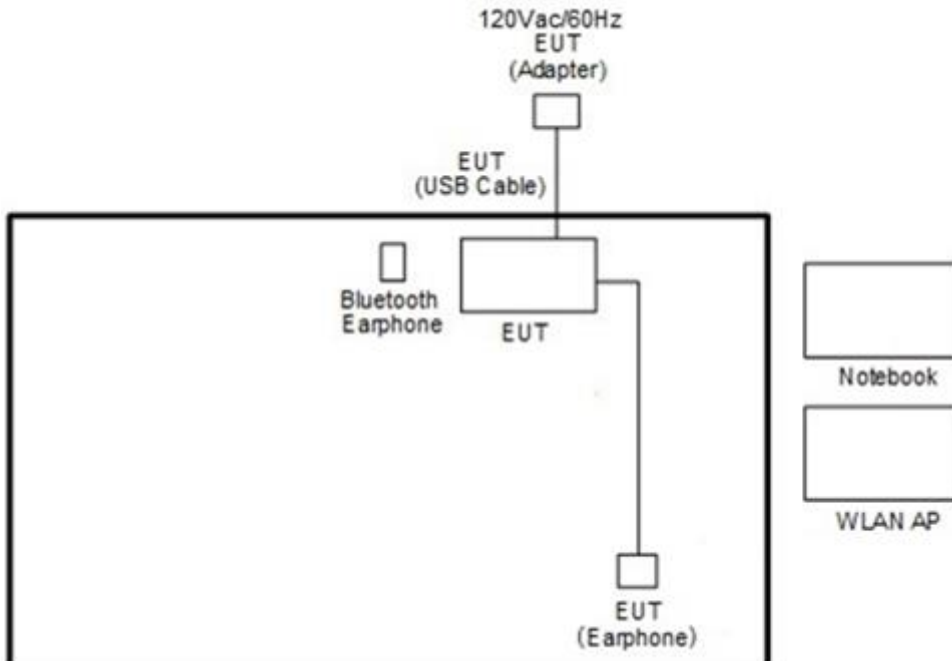 120Vac/60Hz
EUT
(Adapter)
EUT
(USB Cable)
Bluetooth
Earphone
EUT
Notebook
WLAN AP
EUT
(Earphone)